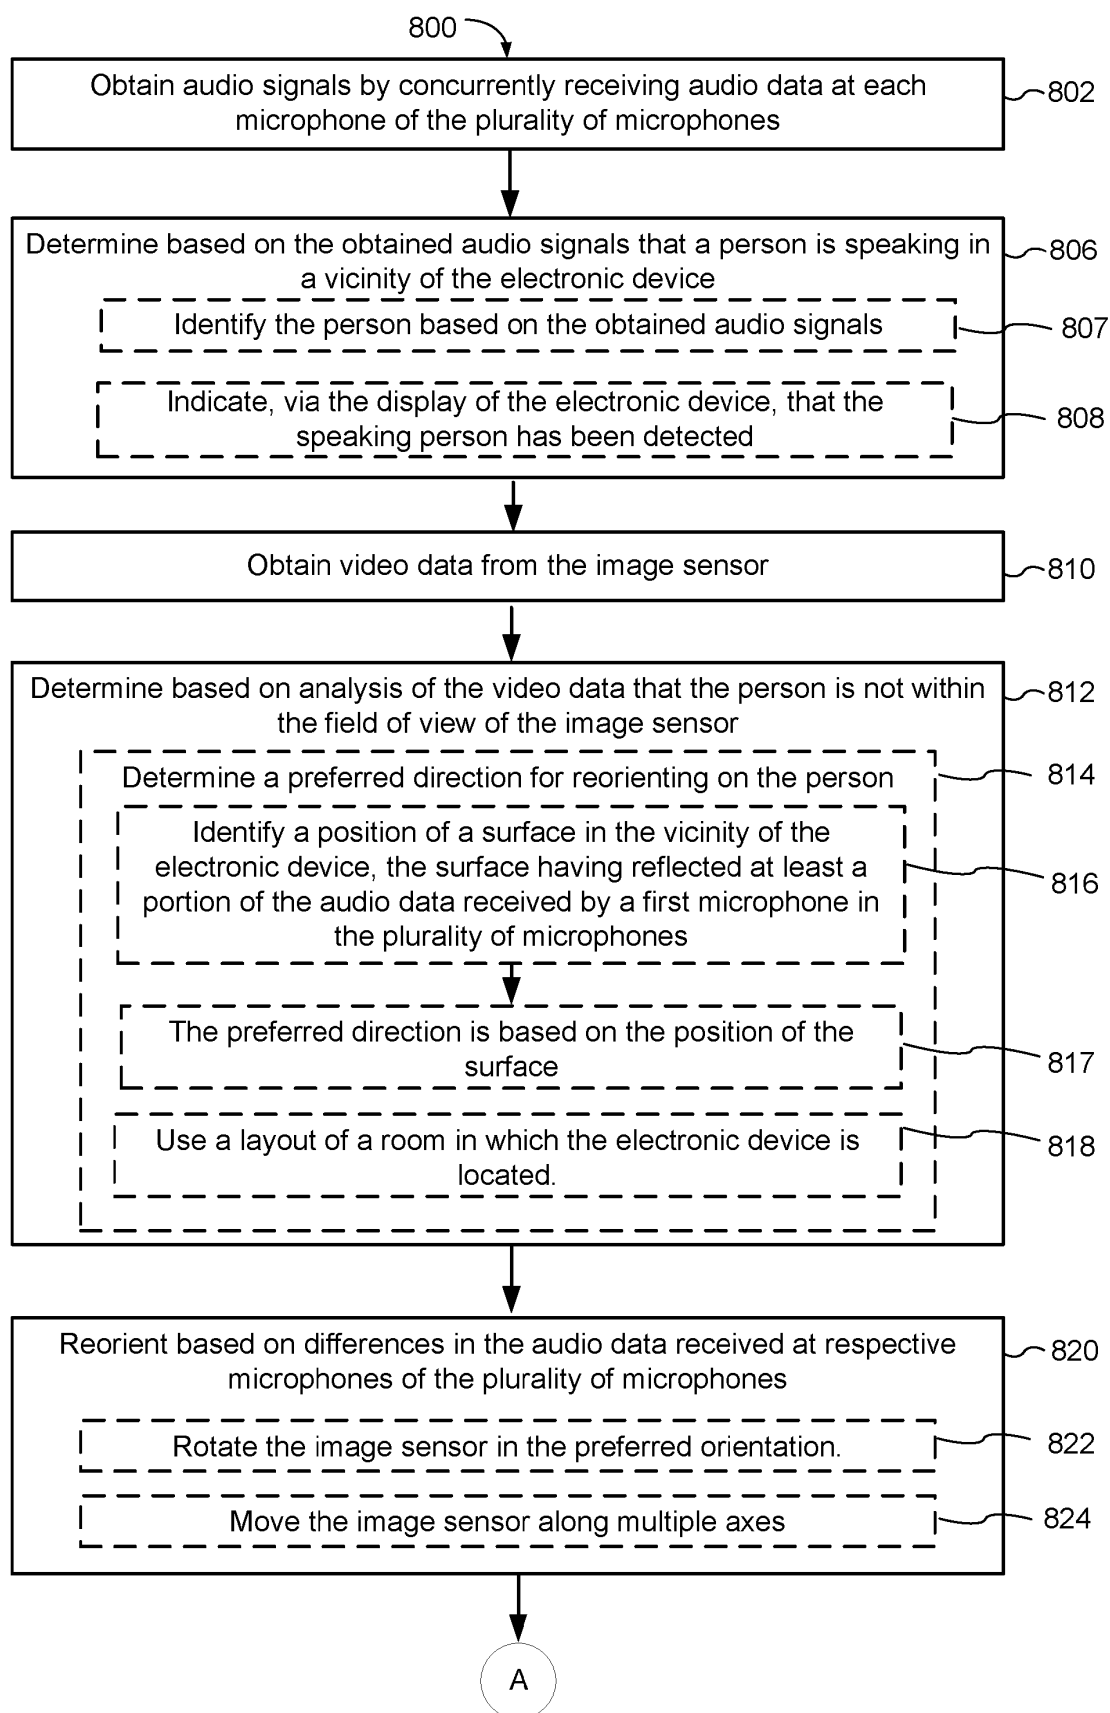 800
Obtain audio signals by concurrently receiving audio data at each
microphone of the plurality of microphones
802
Determine based on the obtained audio signals that a person is speaking in
a vicinity of the electronic device
806
Identify the person based on the obtained audio signals
807
Indicate, via the display of the electronic device, that the
speaking person has been detected
808
Obtain video data from the image sensor
810
Determine based on analysis of the video data that the person is not within
the field of view of the image sensor
812
Determine a preferred direction for reorienting on the person
814
Identify a position of a surface in the vicinity of the
electronic device, the surface having reflected at least a
portion of the audio data received by a first microphone in
the plurality of microphones
816
The preferred direction is based on the position of the
surface
817
Use a layout of a room in which the electronic device is
located.
818
Reorient based on differences in the audio data received at respective
microphones of the plurality of microphones
820
Rotate the image sensor in the preferred orientation.
822
Move the image sensor along multiple axes
824
A